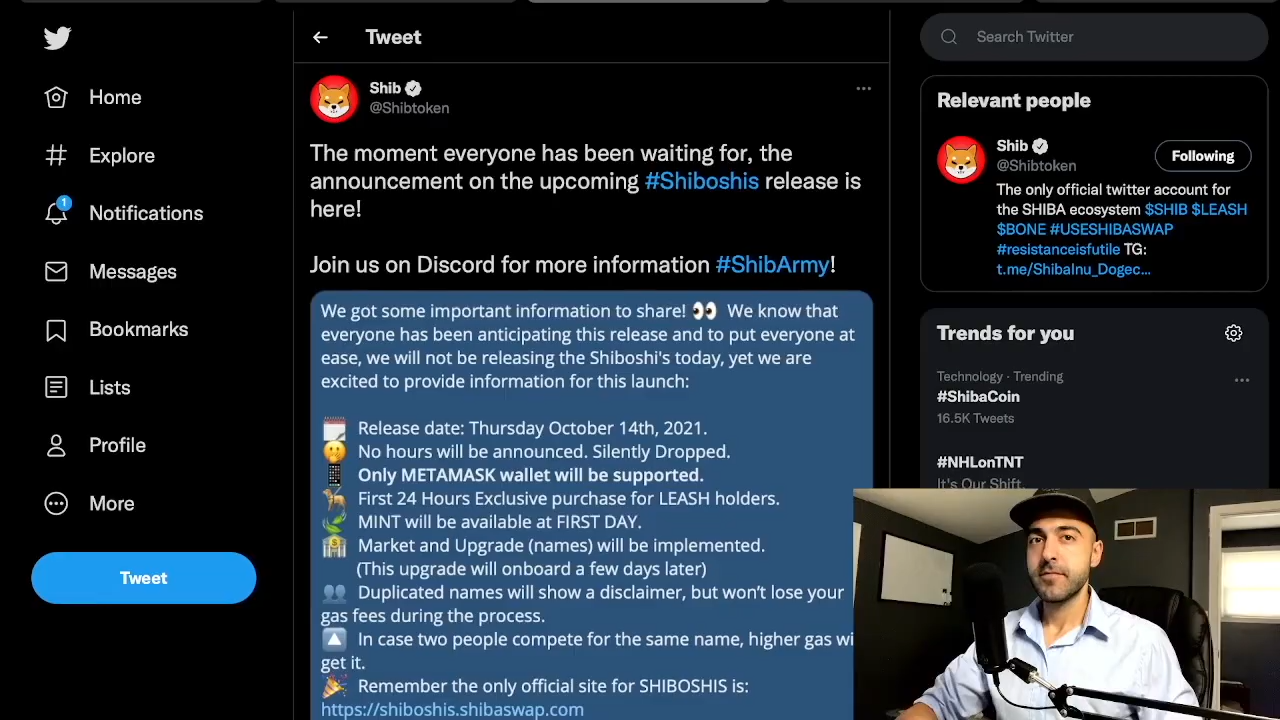 Home
Explore
1
Notifications
Messages
Bookmarks
Lists
Profile
More
Tweet
Tweet
Shib
@Shibtoken
The moment everyone has been waiting for, the
announcement on the upcoming #Shiboshis release is
here!
Join us on Discord for more information #ShibArmy!
We got some important information to share! 👀 We know that
everyone has been anticipating this release and to put everyone at
ease, we will not be releasing the Shiboshi's today, yet we are
excited to provide information for this launch:
Release date: Thursday October 14th, 2021.
No hours will be announced. Silently Dropped.
Only METAMASK wallet will be supported.
First 24 Hours Exclusive purchase for LEASH holders.
MINT will be available at FIRST DAY.
Market and Upgrade (names) will be implemented.
(This upgrade will onboard a few days later)
Duplicated names will show a disclaimer, but won't lose your
gas fees during the process.
In case two people compete for the same name, higher gas wi
get it.
Remember the only official site for SHIBOSHIS is:
https://shiboshis.shibaswap.com
Search Twitter
Relevant people
Shib
@Shibtoken
Following
The only official twitter account for
the SHIBA ecosystem $SHIB $LEASH
$BONE #USESHIBASWAP
#resistanceisfutile TG:
t.me/ShibaInu_Dogec...
Trends for you
Technology · Trending
#ShibaCoin
16.5K Tweets
#NHLonTNT
It's Our Shift.